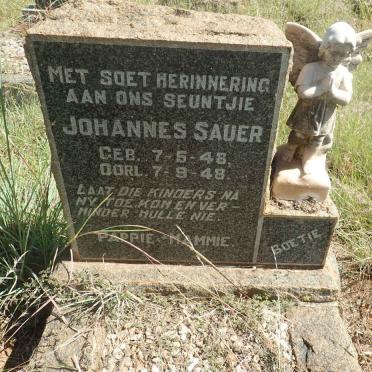 MET SOET HERINNERING
AAN ONS SEUNTJIE
JOHANNES SAUER
GEB. 7-5-48.
OORL. 7-9-48.
LAAT DIE KINDERS NA
MY TOE KOM EN VER-
HINDER HULLE NIE.
PAPPIE - MAMMIE.
BOETIE